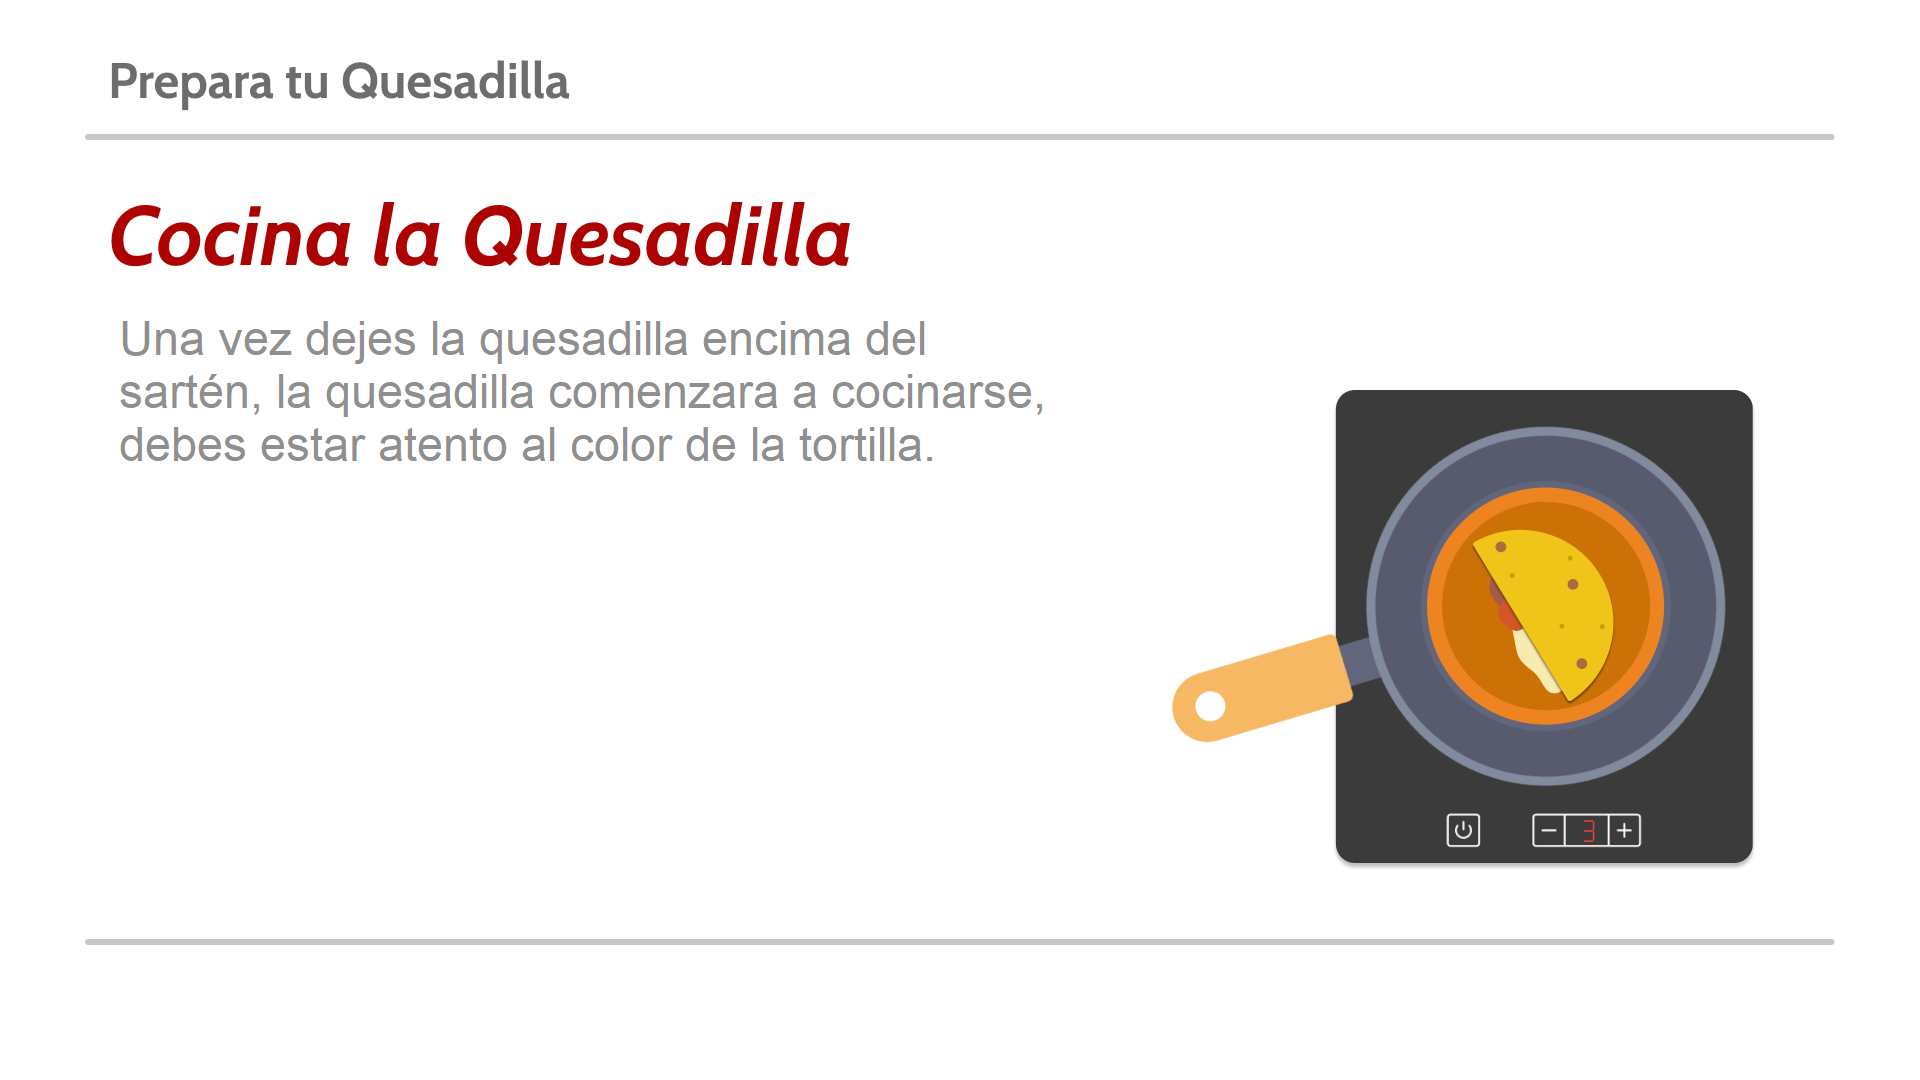 Prepara tu Quesadilla
Cocina la Quesadilla
Una vez dejes la quesadilla encima del
sartén, la quesadilla comenzara a cocinarse,
debes estar atento al color de la tortilla.
− 3 +